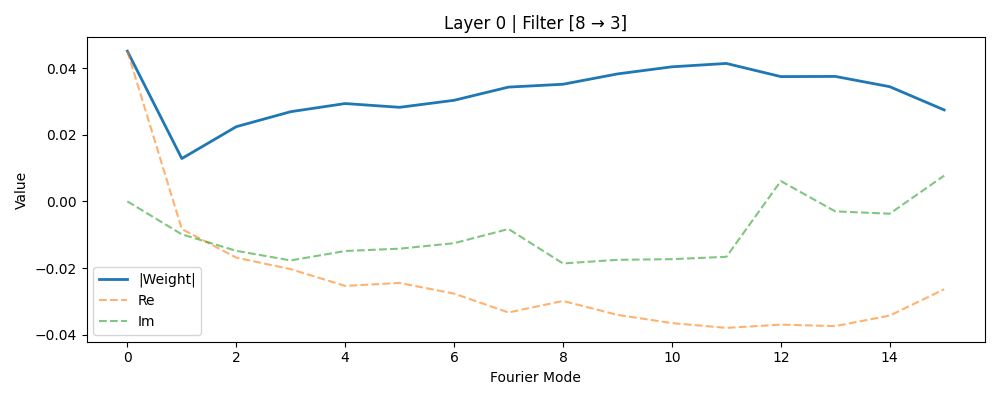 Layer 0 | Filter [8 → 3]
Value
0.04
0.02
0.00
−0.02
−0.04
|Weight|
Re
Im
0 2 4 6 8 10 12 14
Fourier Mode